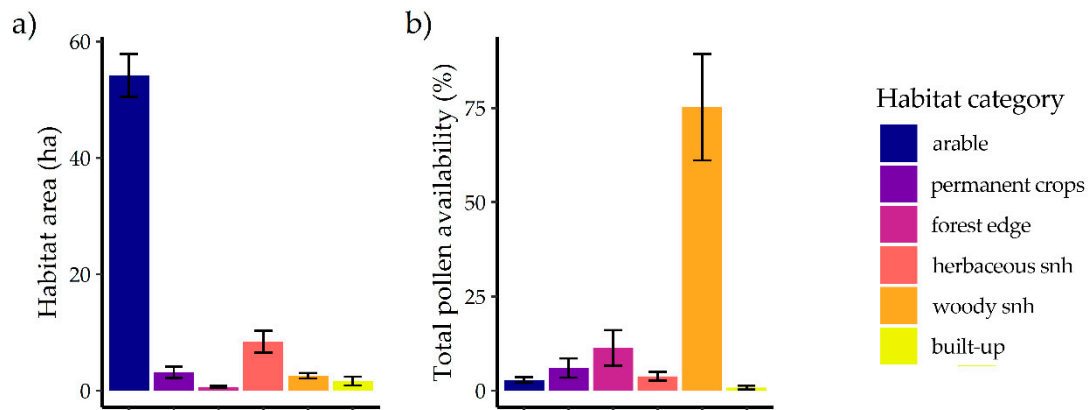 a)
Habitat area (ha)
60
40
20
0
b)
Total pollen availability (%)
75
50
25
0
Habitat category
arable
permanent crops
forest edge
herbaceous snh
woody snh
built-up